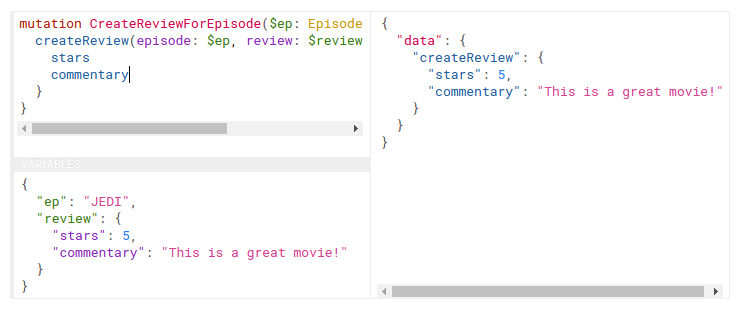 mutation CreateReviewForEpisode($ep: Episode
  createReview(episode: $ep, review: $review
    stars
    commentary
  }
}
VARIABLES
{
  "ep": "JEDI",
  "review": {
    "stars": 5,
    "commentary": "This is a great movie!"
  }
}
{
  "data": {
    "createReview": {
      "stars": 5,
      "commentary": "This is a great movie!"
    }
  }
}